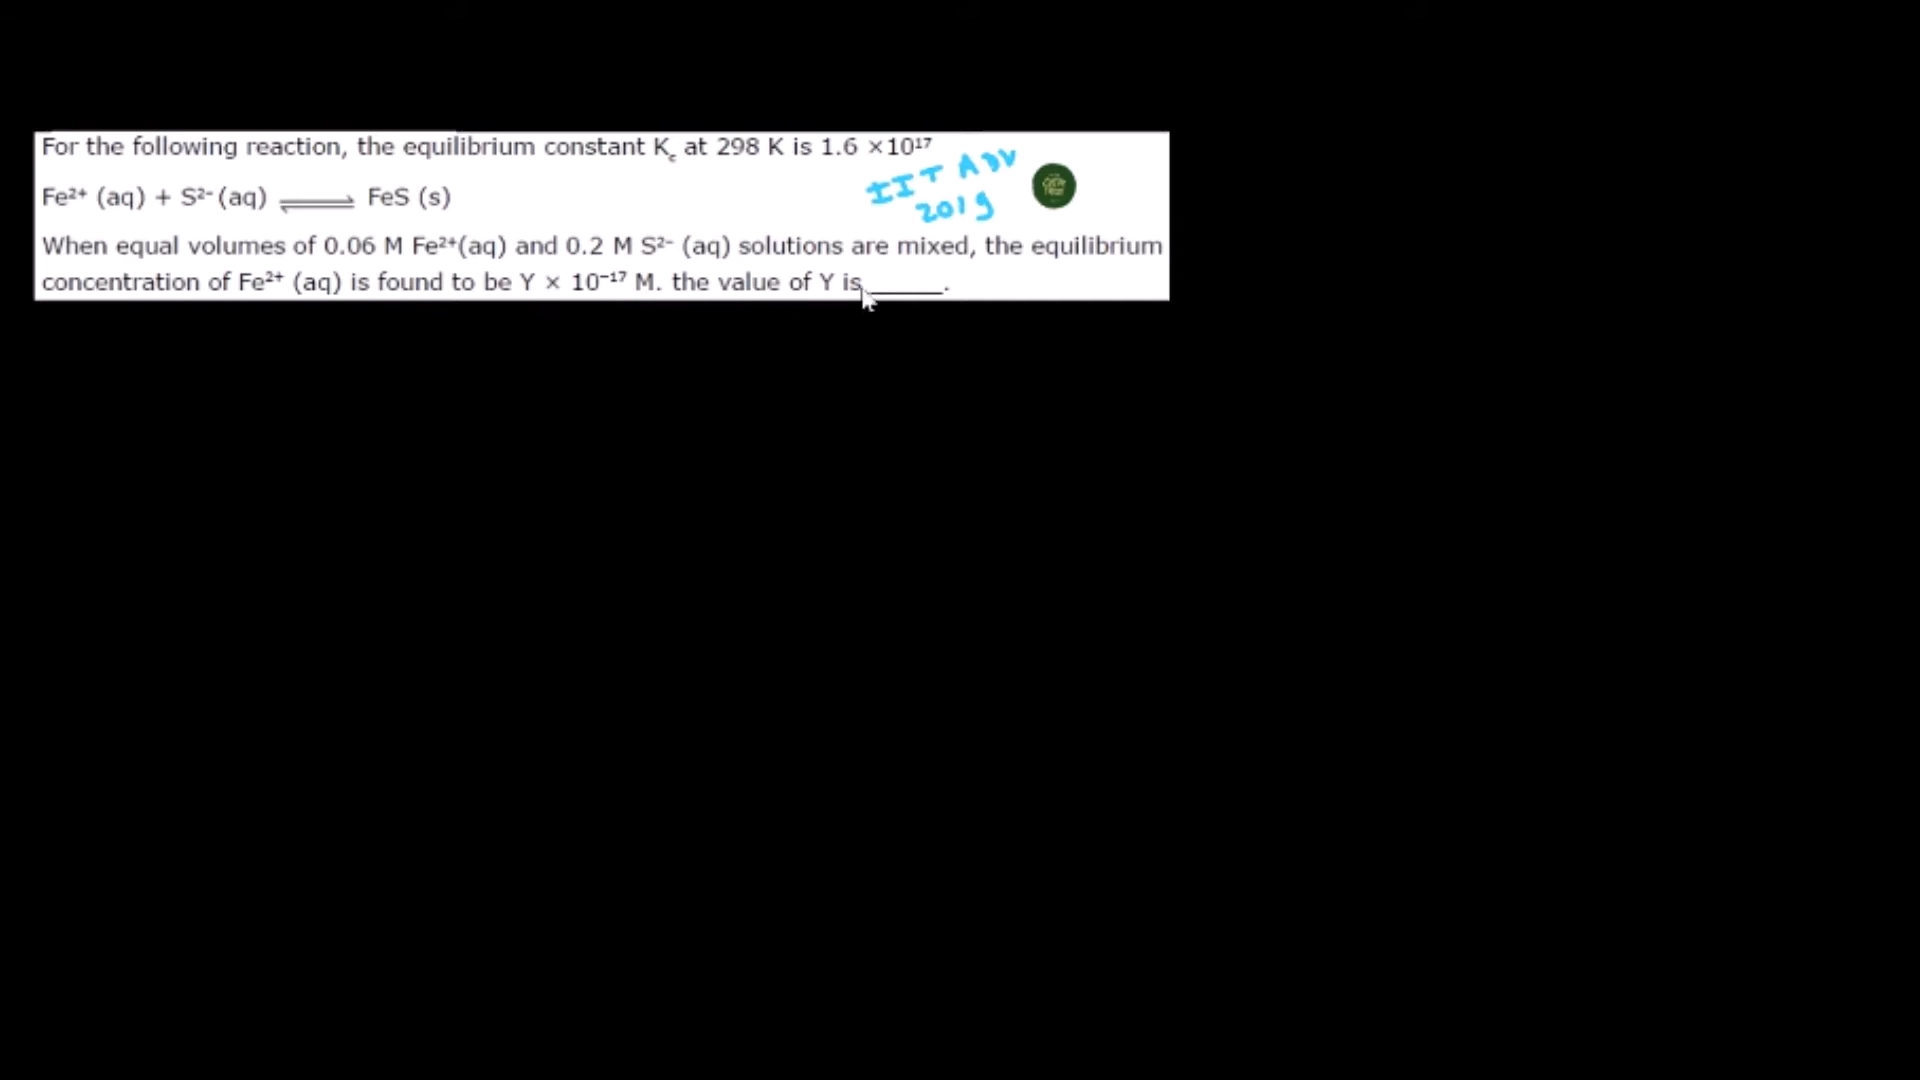 For the following reaction, the equilibrium constant K꜀ at 298 K is 1.6 ×10¹⁷
IIT ADV
2019
Fe²⁺ (aq) + S²⁻ (aq) ⇌ FeS (s)
When equal volumes of 0.06 M Fe²⁺(aq) and 0.2 M S²⁻ (aq) solutions are mixed, the equilibrium
concentration of Fe²⁺ (aq) is found to be Y × 10⁻¹⁷ M. the value of Y is______.